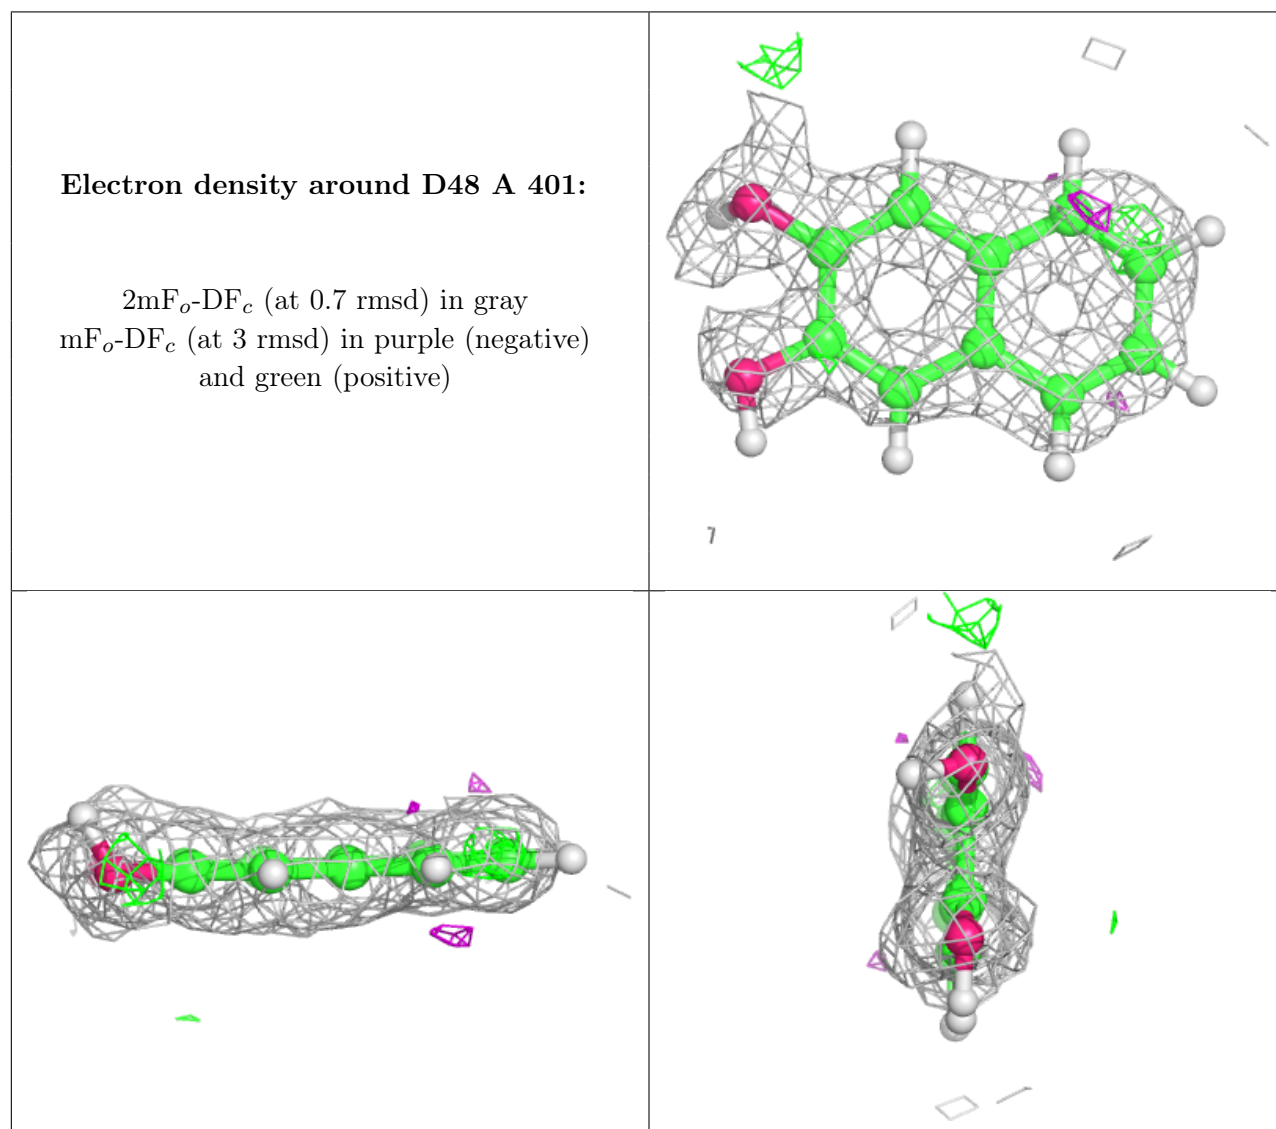 Electron density around D48 A 401:
2mFo-DFc (at 0.7 rmsd) in gray
mFo-DFc (at 3 rmsd) in purple (negative)
and green (positive)